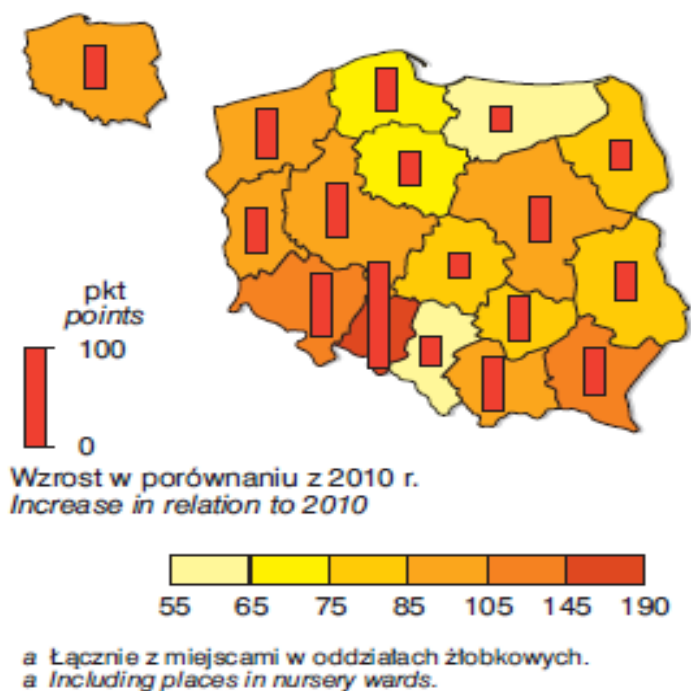 pkt
points
100
0
Wzrost w porównaniu z 2010 r.
Increase in relation to 2010
55 65 75 85 105 145 190
a Łącznie z miejscami w oddziałach żłobkowych.
a Including places in nursery wards.